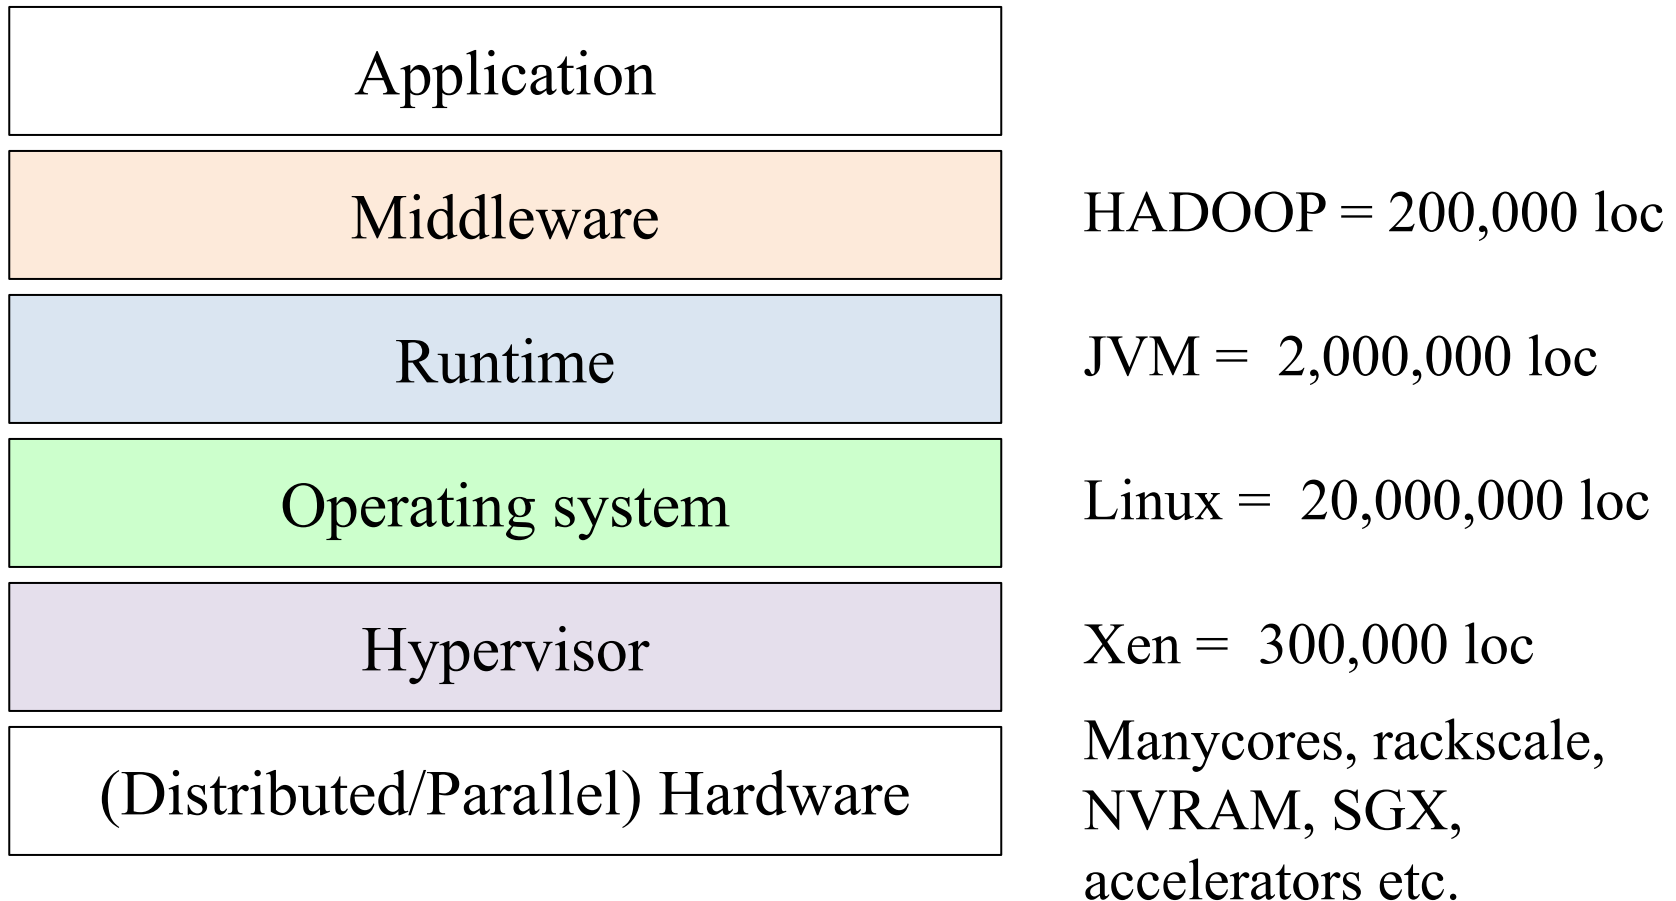 Application
Middleware
HADOOP = 200,000 loc
Runtime
JVM = 2,000,000 loc
Operating system
Linux = 20,000,000 loc
Hypervisor
Xen = 300,000 loc
(Distributed/Parallel) Hardware
Manycores, rackscale,
NVRAM, SGX,
accelerators etc.